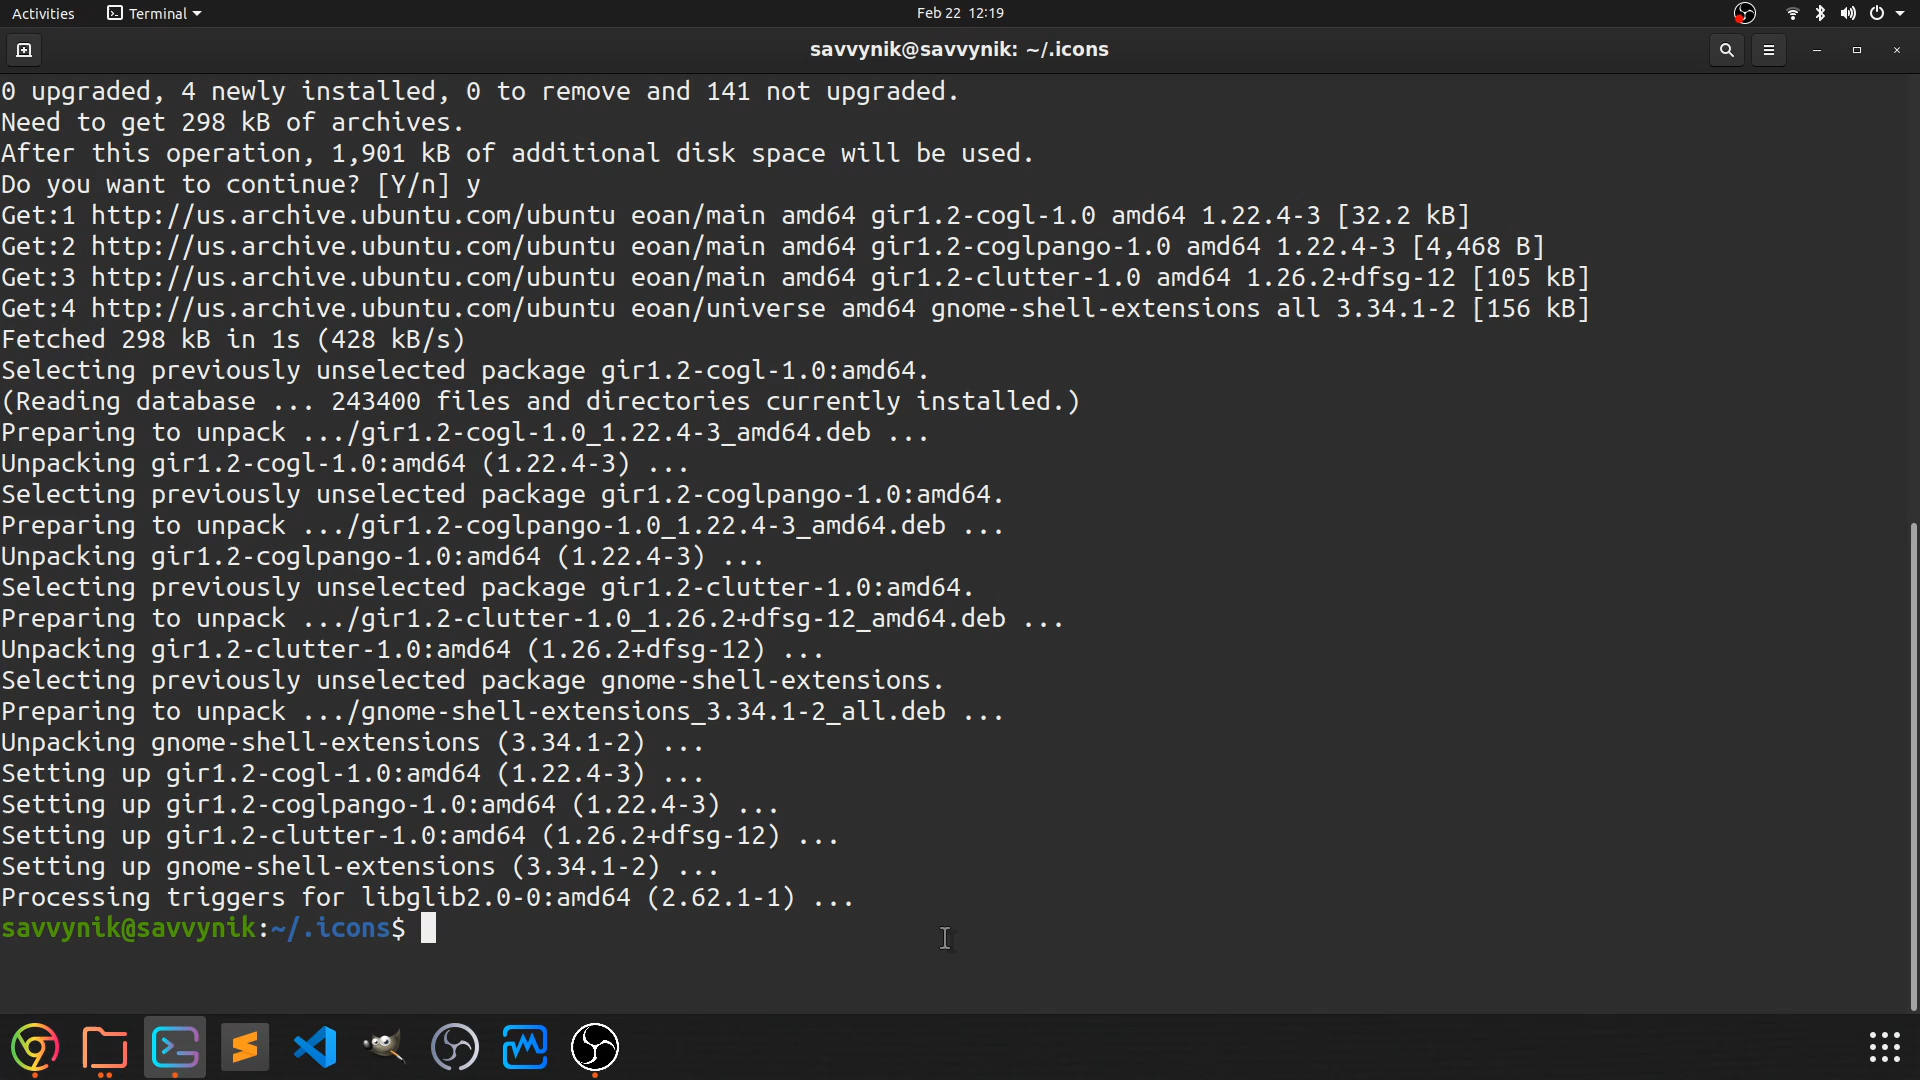 Activities Terminal Feb 22 12:19
savvynik@savvynik: ~/.icons
0 upgraded, 4 newly installed, 0 to remove and 141 not upgraded.
Need to get 298 kB of archives.
After this operation, 1,901 kB of additional disk space will be used.
Do you want to continue? [Y/n] y
Get:1 http://us.archive.ubuntu.com/ubuntu eoan/main amd64 gir1.2-cogl-1.0 amd64 1.22.4-3 [32.2 kB]
Get:2 http://us.archive.ubuntu.com/ubuntu eoan/main amd64 gir1.2-coglpango-1.0 amd64 1.22.4-3 [4,468 B]
Get:3 http://us.archive.ubuntu.com/ubuntu eoan/main amd64 gir1.2-clutter-1.0 amd64 1.26.2+dfsg-12 [105 kB]
Get:4 http://us.archive.ubuntu.com/ubuntu eoan/universe amd64 gnome-shell-extensions all 3.34.1-2 [156 kB]
Fetched 298 kB in 1s (428 kB/s)
Selecting previously unselected package gir1.2-cogl-1.0:amd64.
(Reading database ... 243400 files and directories currently installed.)
Preparing to unpack .../gir1.2-cogl-1.0_1.22.4-3_amd64.deb ...
Unpacking gir1.2-cogl-1.0:amd64 (1.22.4-3) ...
Selecting previously unselected package gir1.2-coglpango-1.0:amd64.
Preparing to unpack .../gir1.2-coglpango-1.0_1.22.4-3_amd64.deb ...
Unpacking gir1.2-coglpango-1.0:amd64 (1.22.4-3) ...
Selecting previously unselected package gir1.2-clutter-1.0:amd64.
Preparing to unpack .../gir1.2-clutter-1.0_1.26.2+dfsg-12_amd64.deb ...
Unpacking gir1.2-clutter-1.0:amd64 (1.26.2+dfsg-12) ...
Selecting previously unselected package gnome-shell-extensions.
Preparing to unpack .../gnome-shell-extensions_3.34.1-2_all.deb ...
Unpacking gnome-shell-extensions (3.34.1-2) ...
Setting up gir1.2-cogl-1.0:amd64 (1.22.4-3) ...
Setting up gir1.2-coglpango-1.0:amd64 (1.22.4-3) ...
Setting up gir1.2-clutter-1.0:amd64 (1.26.2+dfsg-12) ...
Setting up gnome-shell-extensions (3.34.1-2) ...
Processing triggers for libglib2.0-0:amd64 (2.62.1-1) ...
savvynik@savvynik:~/.icons$